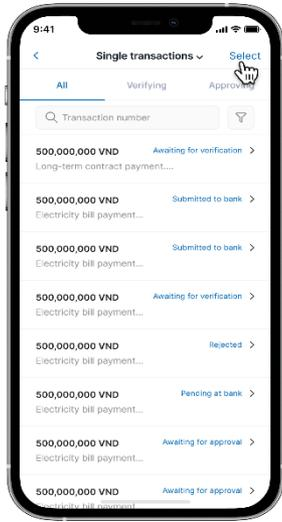 9:41
Single transactions
Select
All
Verifying
Approving
Transaction number
500,000,000 VND
Awaiting for verification
Long-term contract payment....
500,000,000 VND
Submitted to bank
Electricity bill payment...
500,000,000 VND
Submitted to bank
Electricity bill payment...
500,000,000 VND
Awaiting for verification
Electricity bill payment...
500,000,000 VND
Rejected
Electricity bill payment...
500,000,000 VND
Pending at bank
Electricity bill payment...
500,000,000 VND
Awaiting for approval
Electricity bill payment...
500,000,000 VND
Awaiting for approval
Electricity bill payment...